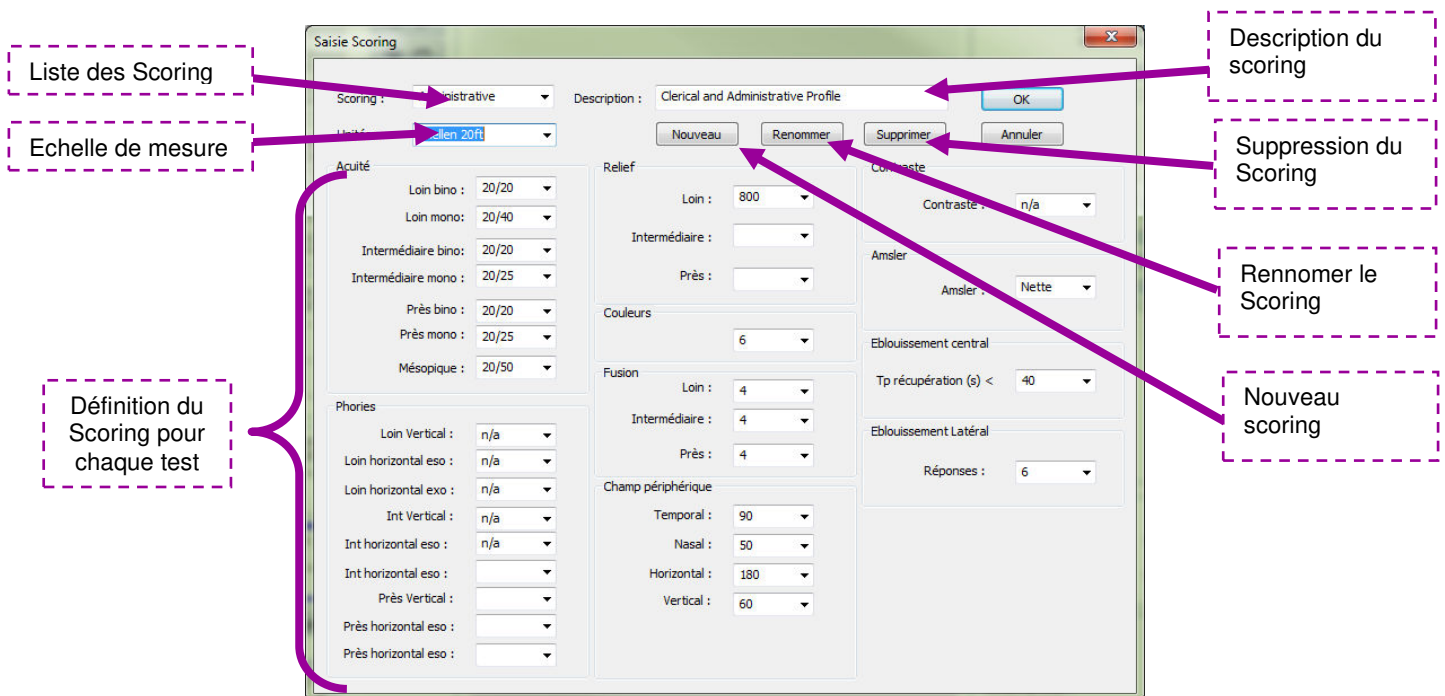 Saisie Scoring
Liste des Scoring
Echelle de mesure
Définition du
Scoring pour
chaque test
Description du
scoring
Suppression du
Scoring
Rennomer le
Scoring
Nouveau
scoring
Scoring :
Description : Clerical and Administrative Profile
OK
20ft
Nouveau Renommer Supprimer Annuler
Acuité
Loin bino : 20/20
Loin mono: 20/40
Intermédiaire bino: 20/20
Intermédiaire mono : 20/25
Près bino : 20/20
Près mono : 20/25
Mésopique : 20/50
Phories
Loin Vertical : n/a
Loin horizontal eso : n/a
Loin horizontal exo : n/a
Int Vertical : n/a
Int horizontal eso : n/a
Int horizontal eso :
Près Vertical :
Près horizontal eso :
Près horizontal eso :
Relief
Loin : 800
Intermédiaire :
Près :
Couleurs
6
Fusion
Loin : 4
Intermédiaire : 4
Près : 4
Champ périphérique
Temporal : 90
Nasal : 50
Horizontal : 180
Vertical : 60
Contraste
Contraste : n/a
Amsler
Amsler : Nette
Eblouissement central
Tp récupération (s) < 40
Eblouissement Latéral
Réponses : 6